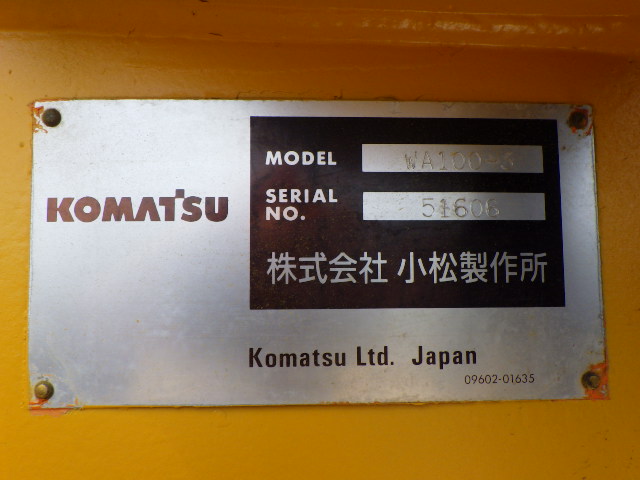 KOMATSU
MODEL WA100-3
SERIAL NO. 51606
株式会社 小松製作所
Komatsu Ltd. Japan
09602-01635